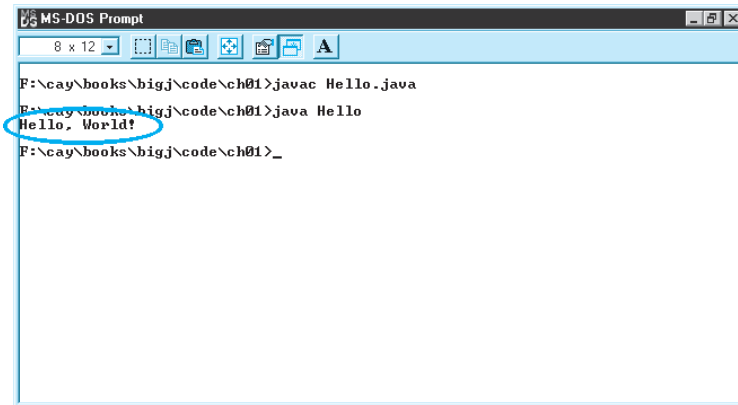 MS-DOS Prompt
8 x 12 A
F:\cay\books\bigj\code\ch01>javac Hello.java
F:\cay\books\bigj\code\ch01>java Hello
Hello, World!
F:\cay\books\bigj\code\ch01>_